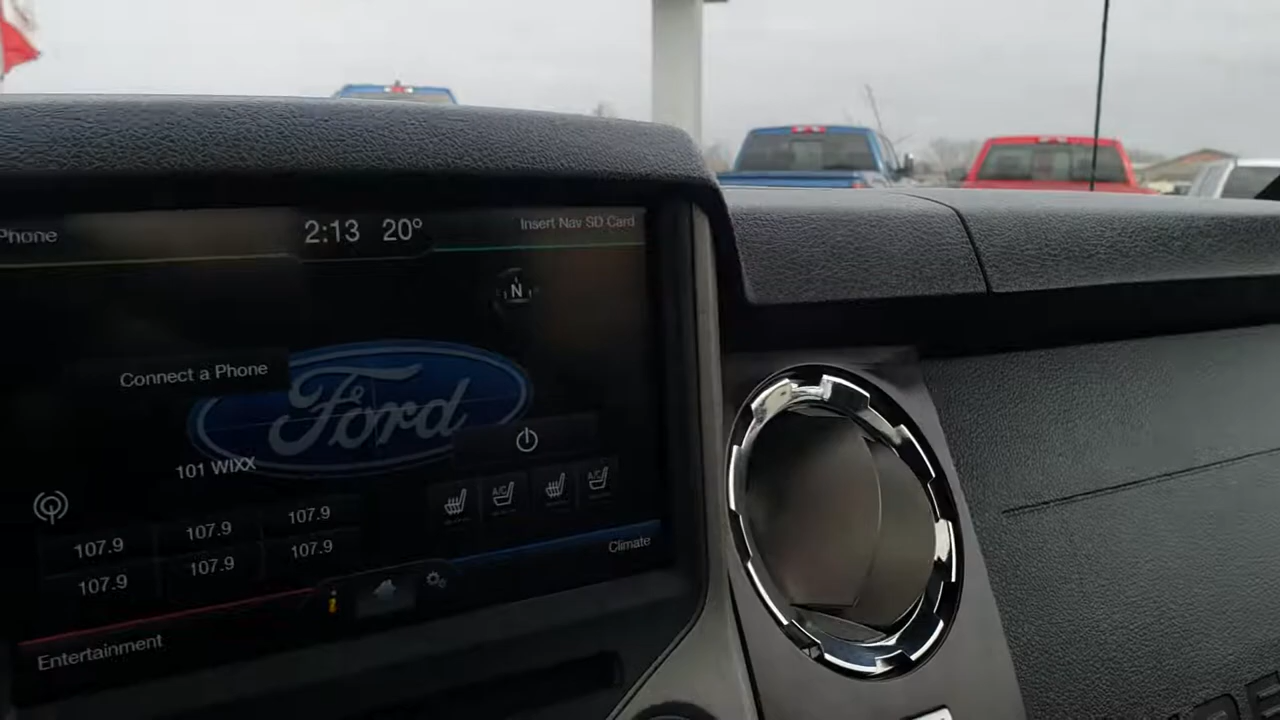 Phone
2:13 20°
Insert Nav SD Card
N
Connect a Phone
Ford
101 WIXX
A/C
A/C
107.9
107.9
107.9
107.9
107.9
107.9
Climate
Entertainment